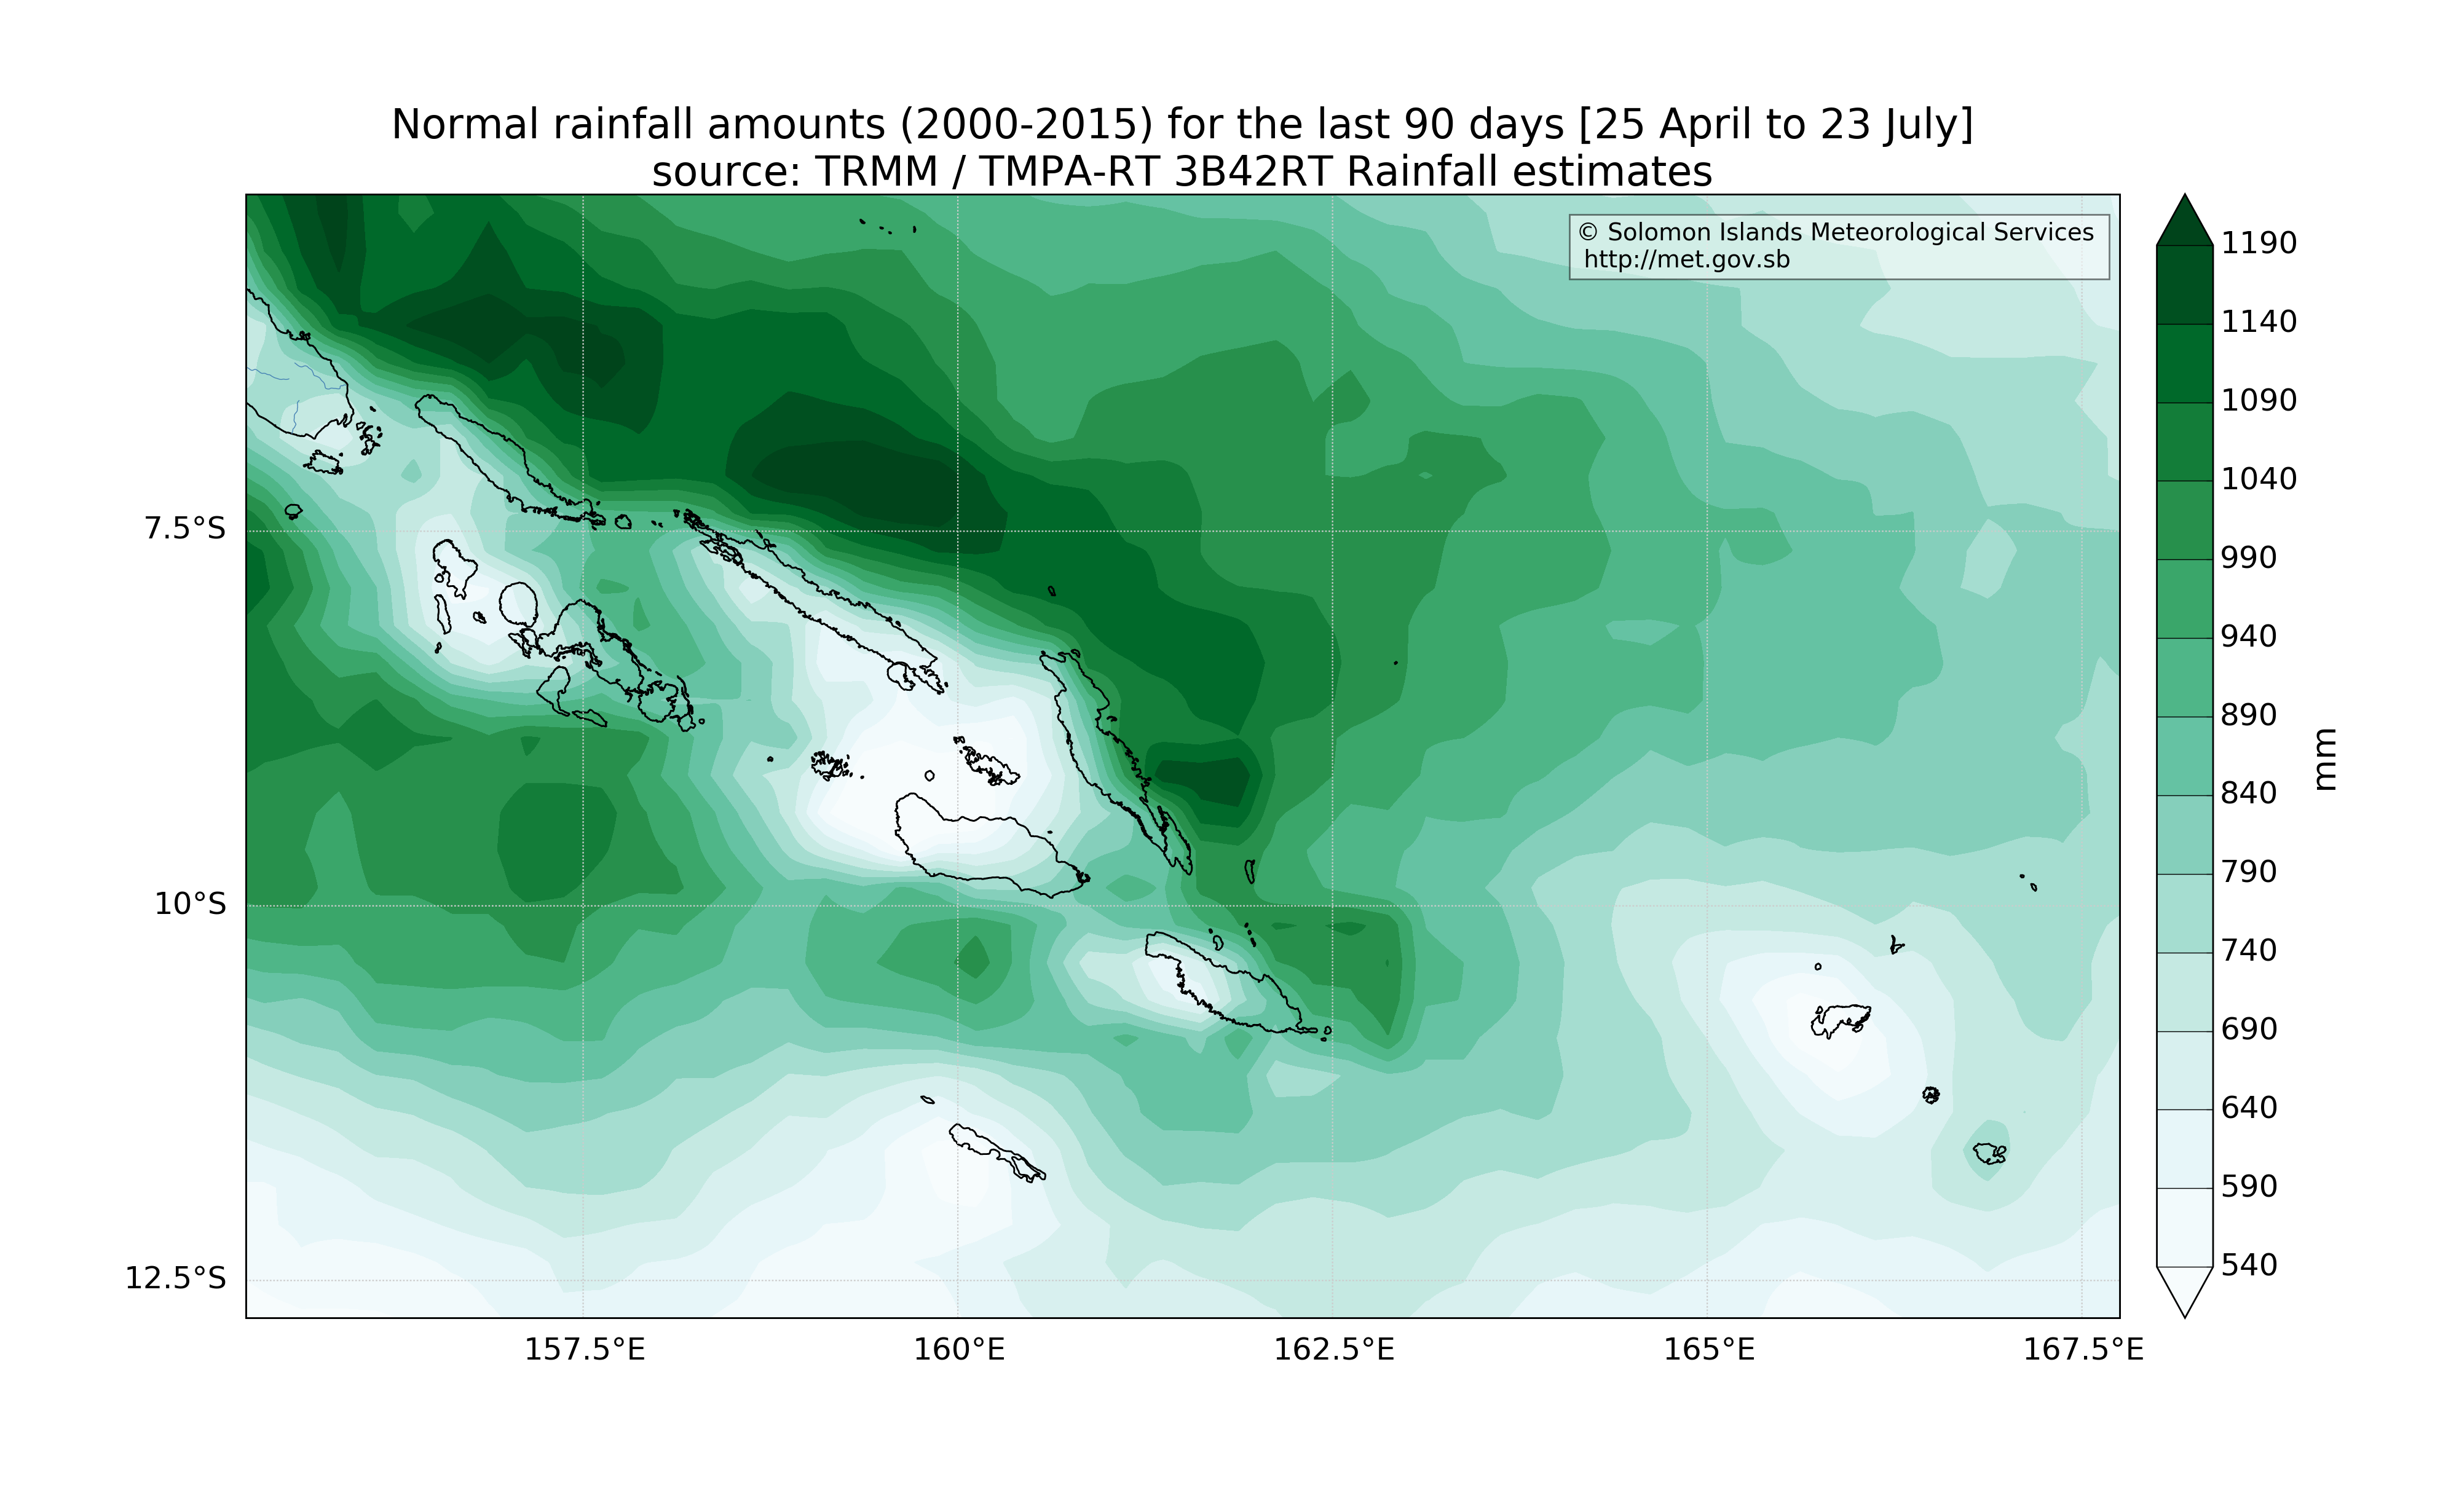 Normal rainfall amounts (2000-2015) for the last 90 days [25 April to 23 July]
source: TRMM / TMPA-RT 3B42RT Rainfall estimates
© Solomon Islands Meteorological Services
http://met.gov.sb
7.5°S
10°S
12.5°S
157.5°E
160°E
162.5°E
165°E
167.5°E
1190
1140
1090
1040
990
940
890
840
790
740
690
640
590
540
mm